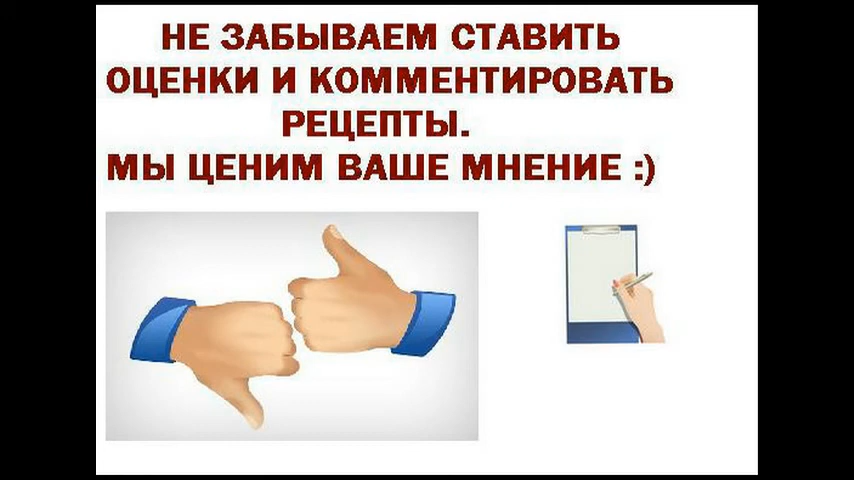 НЕ ЗАБЫВАЕМ СТАВИТЬ
ОЦЕНКИ И КОММЕНТИРОВАТЬ
РЕЦЕПТЫ.
МЫ ЦЕНИМ ВАШЕ МНЕНИЕ :)